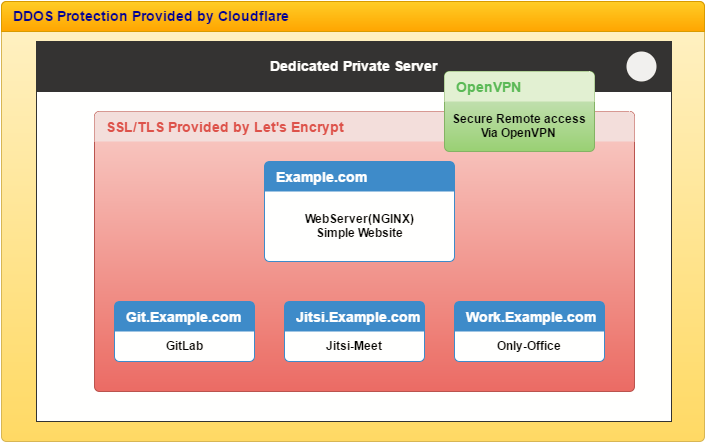 DDOS Protection Provided by Cloudflare
Dedicated Private Server
OpenVPN
Secure Remote access
Via OpenVPN
SSL/TLS Provided by Let's Encrypt
Example.com
WebServer(NGINX)
Simple Website
Git.Example.com
GitLab
Jitsi.Example.com
Jitsi-Meet
Work.Example.com
Only-Office